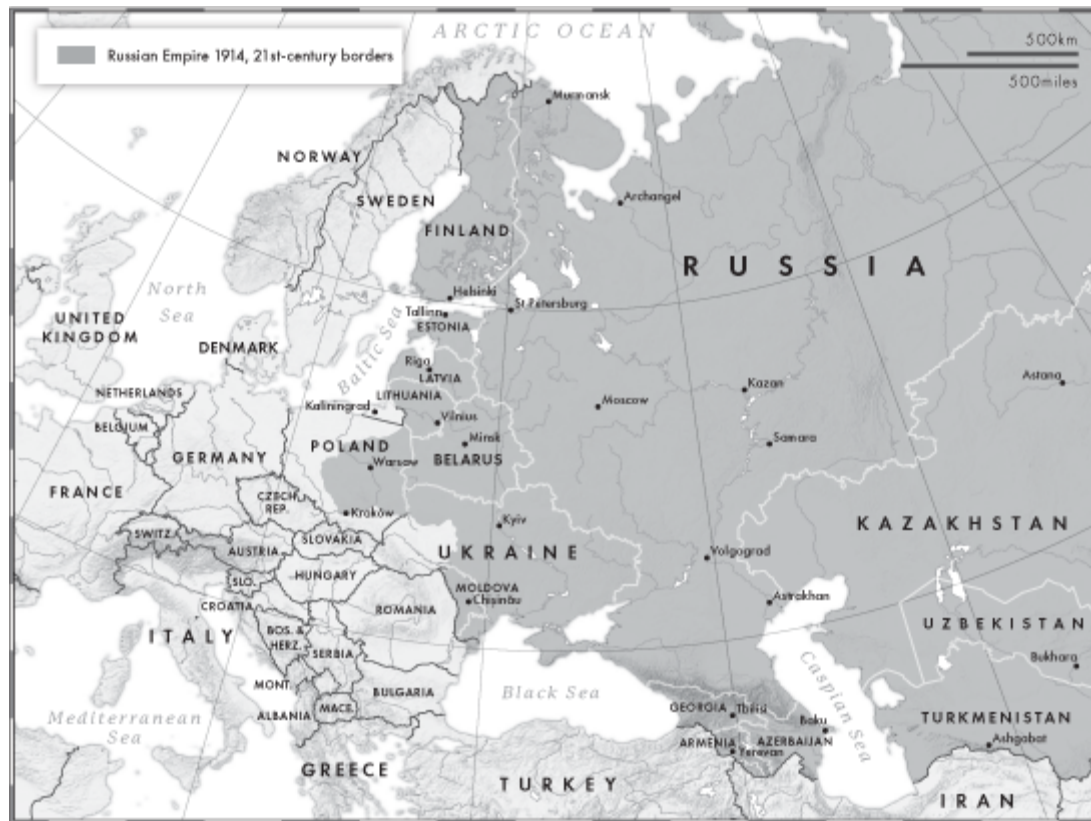 ARCTIC OCEAN
Russian Empire 1914, 21st-century borders
500km
500miles
Murmansk
NORWAY
SWEDEN
Archangel
FINLAND
RUSSIA
North
Sea
Helsinki
St Petersburg
Tallinn
ESTONIA
UNITED
KINGDOM
DENMARK
Baltic Sea
Riga
LATVIA
Kazan
Astana
NETHERLANDS
LITHUANIA
Kaliningrad
Moscow
Vilnius
BELGIUM
Minsk
Samara
POLAND
GERMANY
Warsaw
BELARUS
FRANCE
CZECH.
REP.
Kraków
Kyiv
KAZAKHSTAN
SWITZ.
AUSTRIA
SLOVAKIA
UKRAINE
Volgograd
HUNGARY
SLO.
MOLDOVA
Chișinău
Astrakhan
CROATIA
ROMANIA
ITALY
BOS. &
HERZ.
SERBIA
UZBEKISTAN
Bukhara
MONT.
BULGARIA
Black Sea
Caspian Sea
Mediterranean
Sea
ALBANIA
MACE.
GEORGIA
Tbilisi
Baku
TURKMENISTAN
ARMENIA
AZERBAIJAN
Yerevan
Ashgabat
GREECE
TURKEY
IRAN